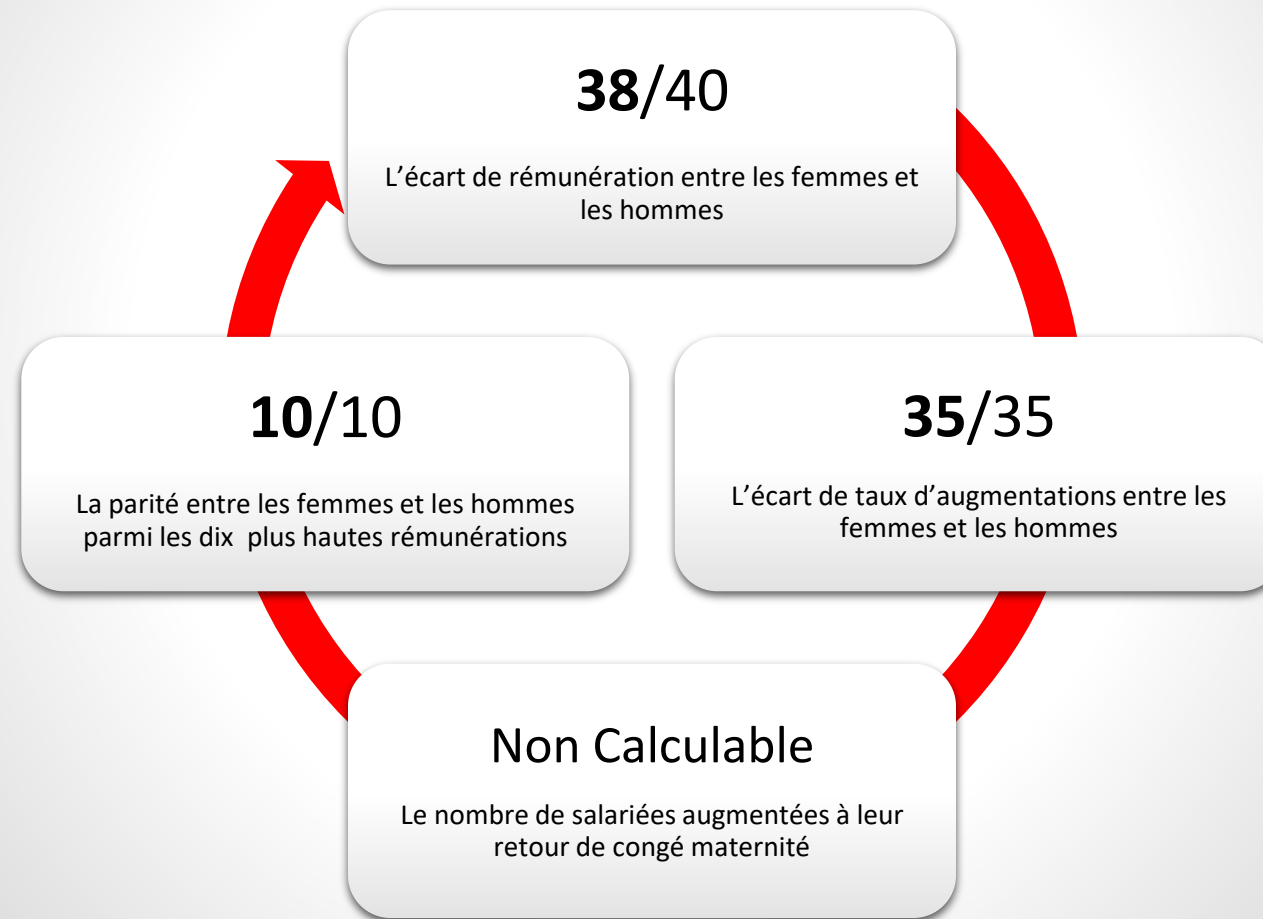 38/40
L'écart de rémunération entre les femmes et
les hommes
35/35
L'écart de taux d'augmentations entre les
femmes et les hommes
Non Calculable
Le nombre de salariées augmentées à leur
retour de congé maternité
10/10
La parité entre les femmes et les hommes
parmi les dix  plus hautes rémunérations